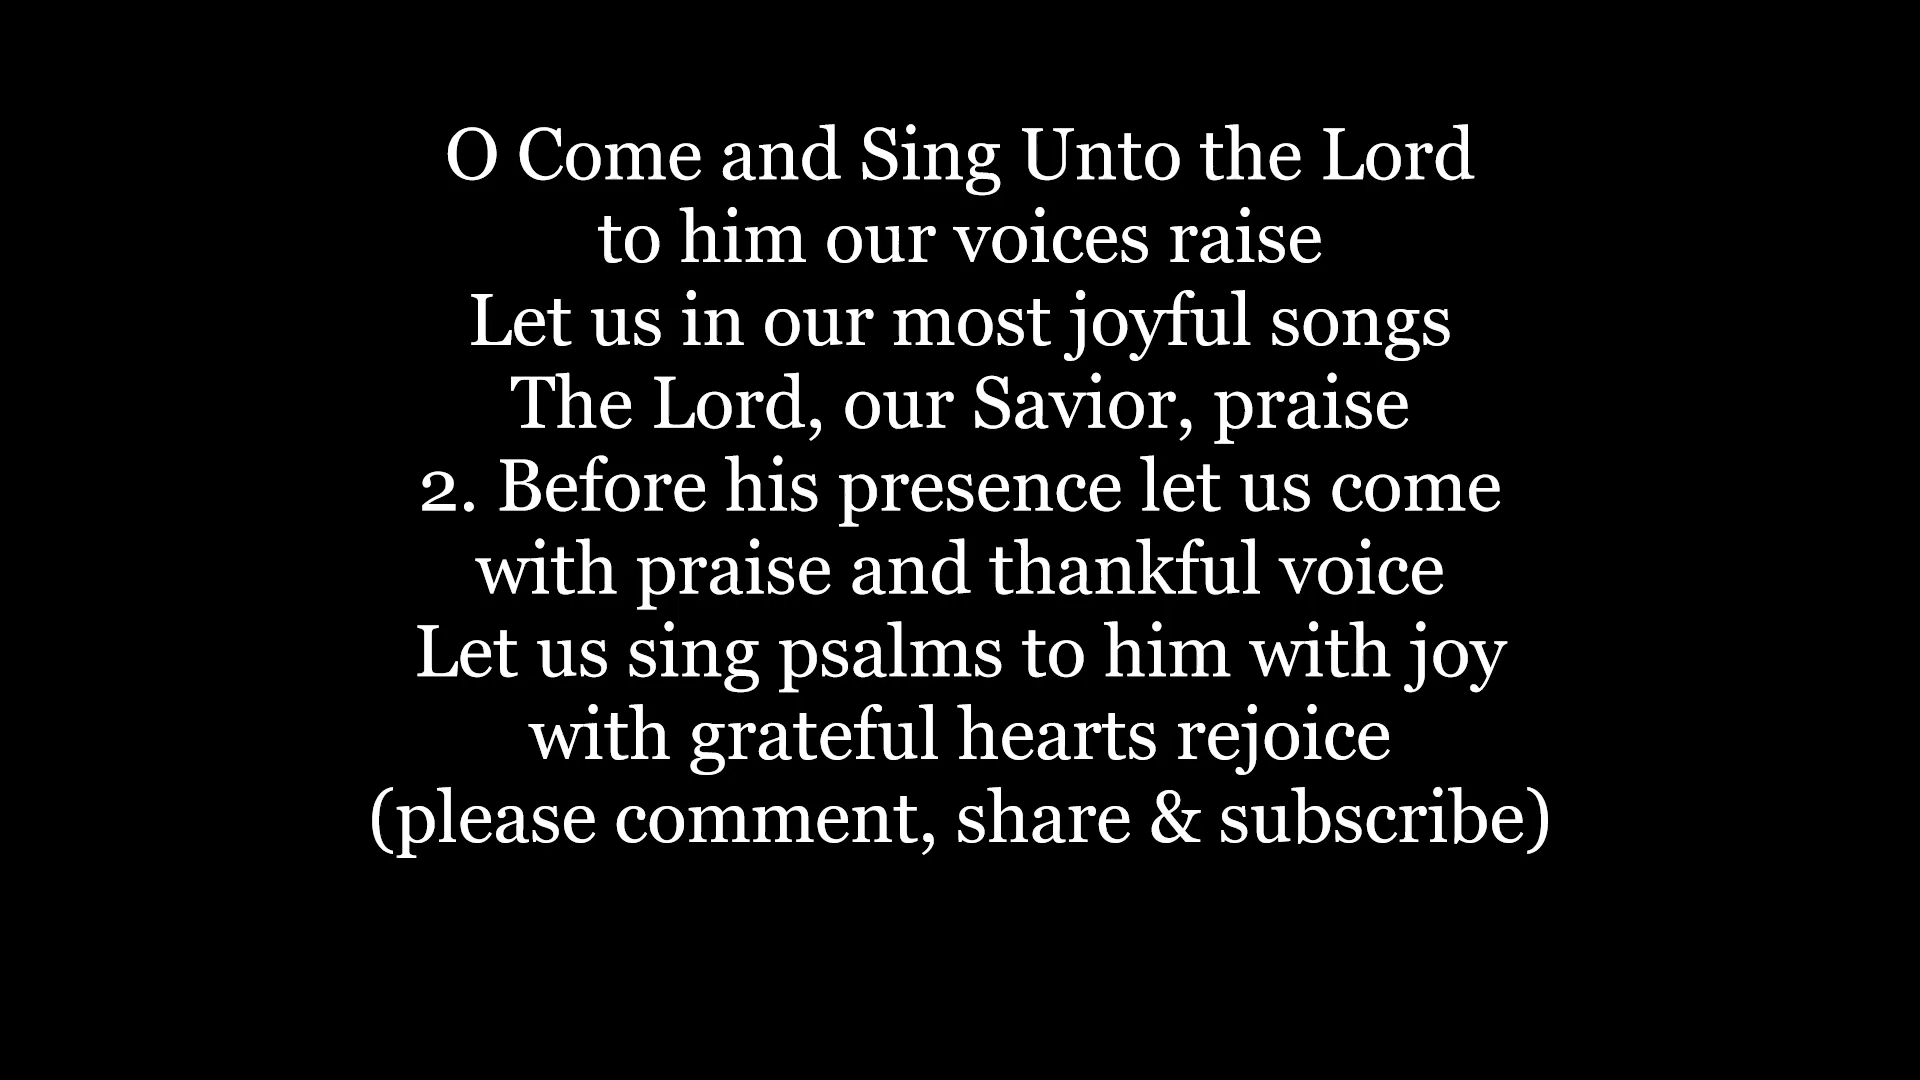 O Come and Sing Unto the Lord
to him our voices raise
Let us in our most joyful songs
The Lord, our Savior, praise
2. Before his presence let us come
with praise and thankful voice
Let us sing psalms to him with joy
with grateful hearts rejoice
(please comment, share & subscribe)